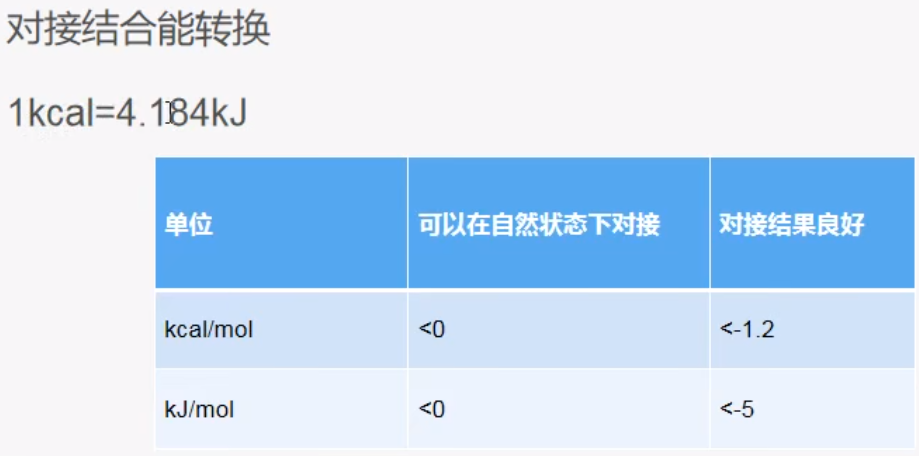 对接结合能转换
1kcal=4.184kJ
单位 可以在自然状态下对接 对接结果良好
kcal/mol <0 <-1.2
kJ/mol <0 <-5